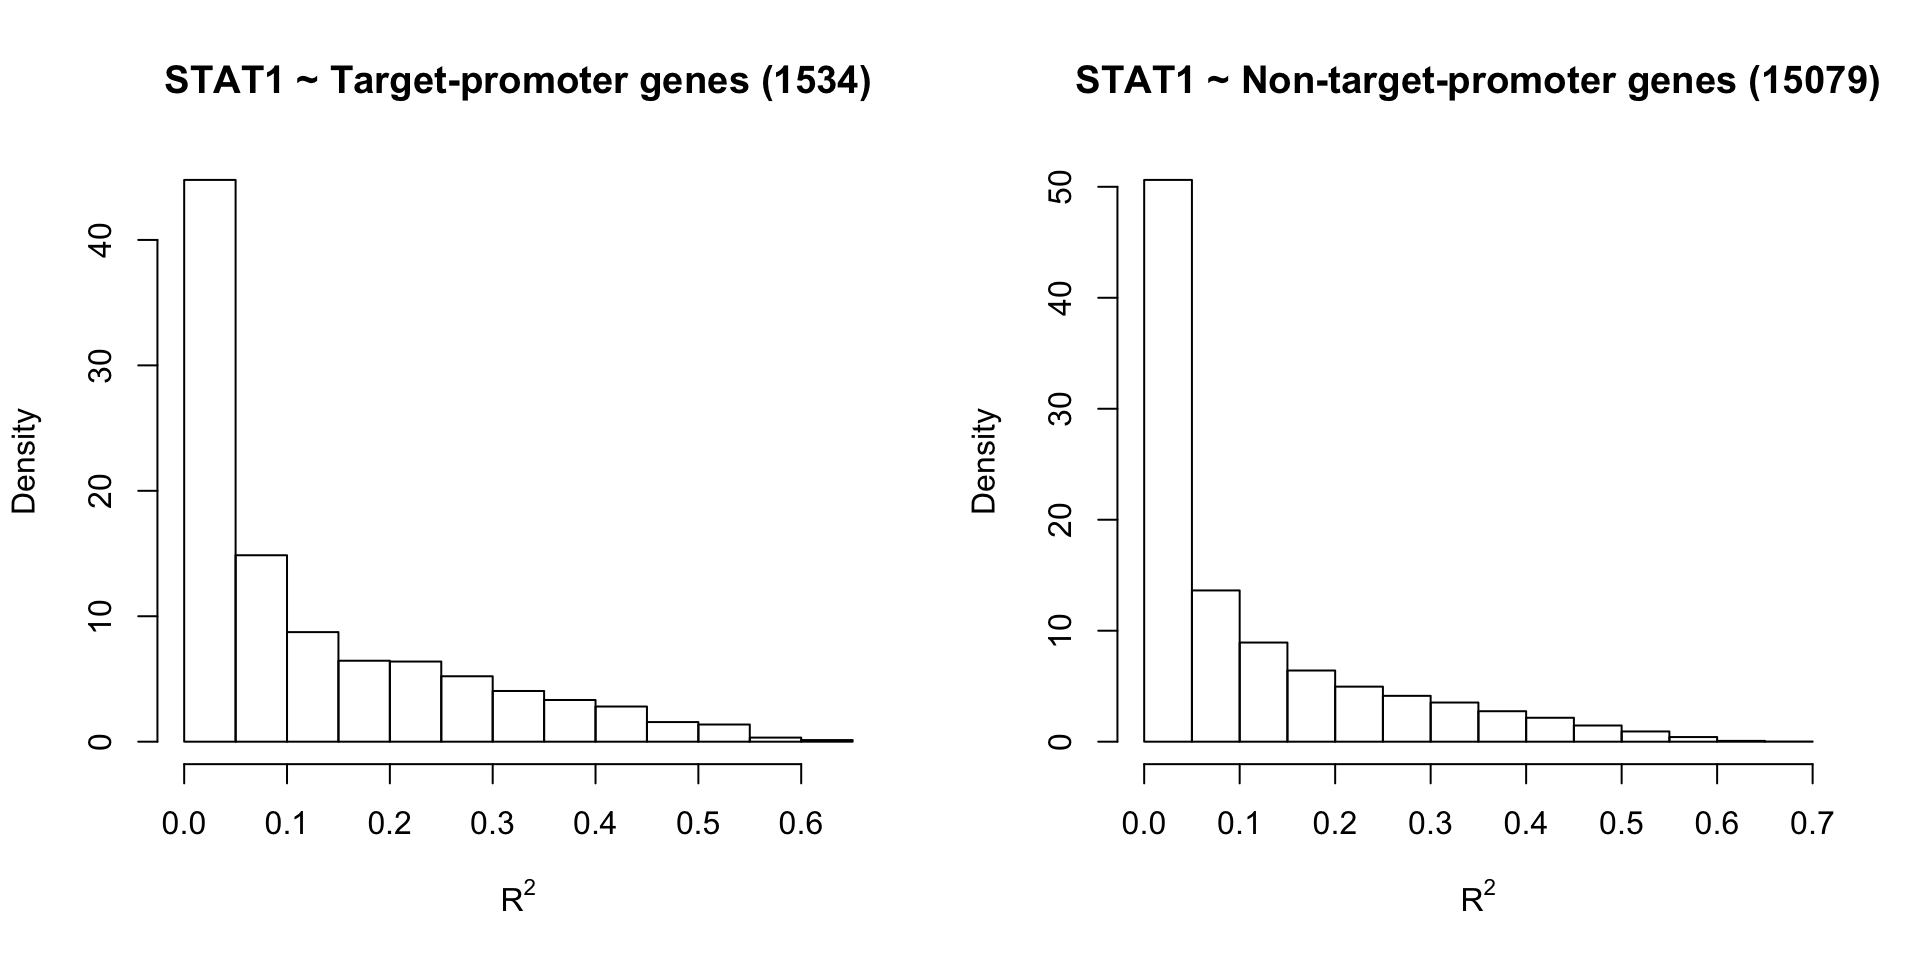 STAT1 ~ Target-promoter genes (1534)
Density
40
30
20
10
0
0.0 0.1 0.2 0.3 0.4 0.5 0.6
R²
STAT1 ~ Non-target-promoter genes (15079)
Density
50
40
30
20
10
0
0.0 0.1 0.2 0.3 0.4 0.5 0.6 0.7
R²